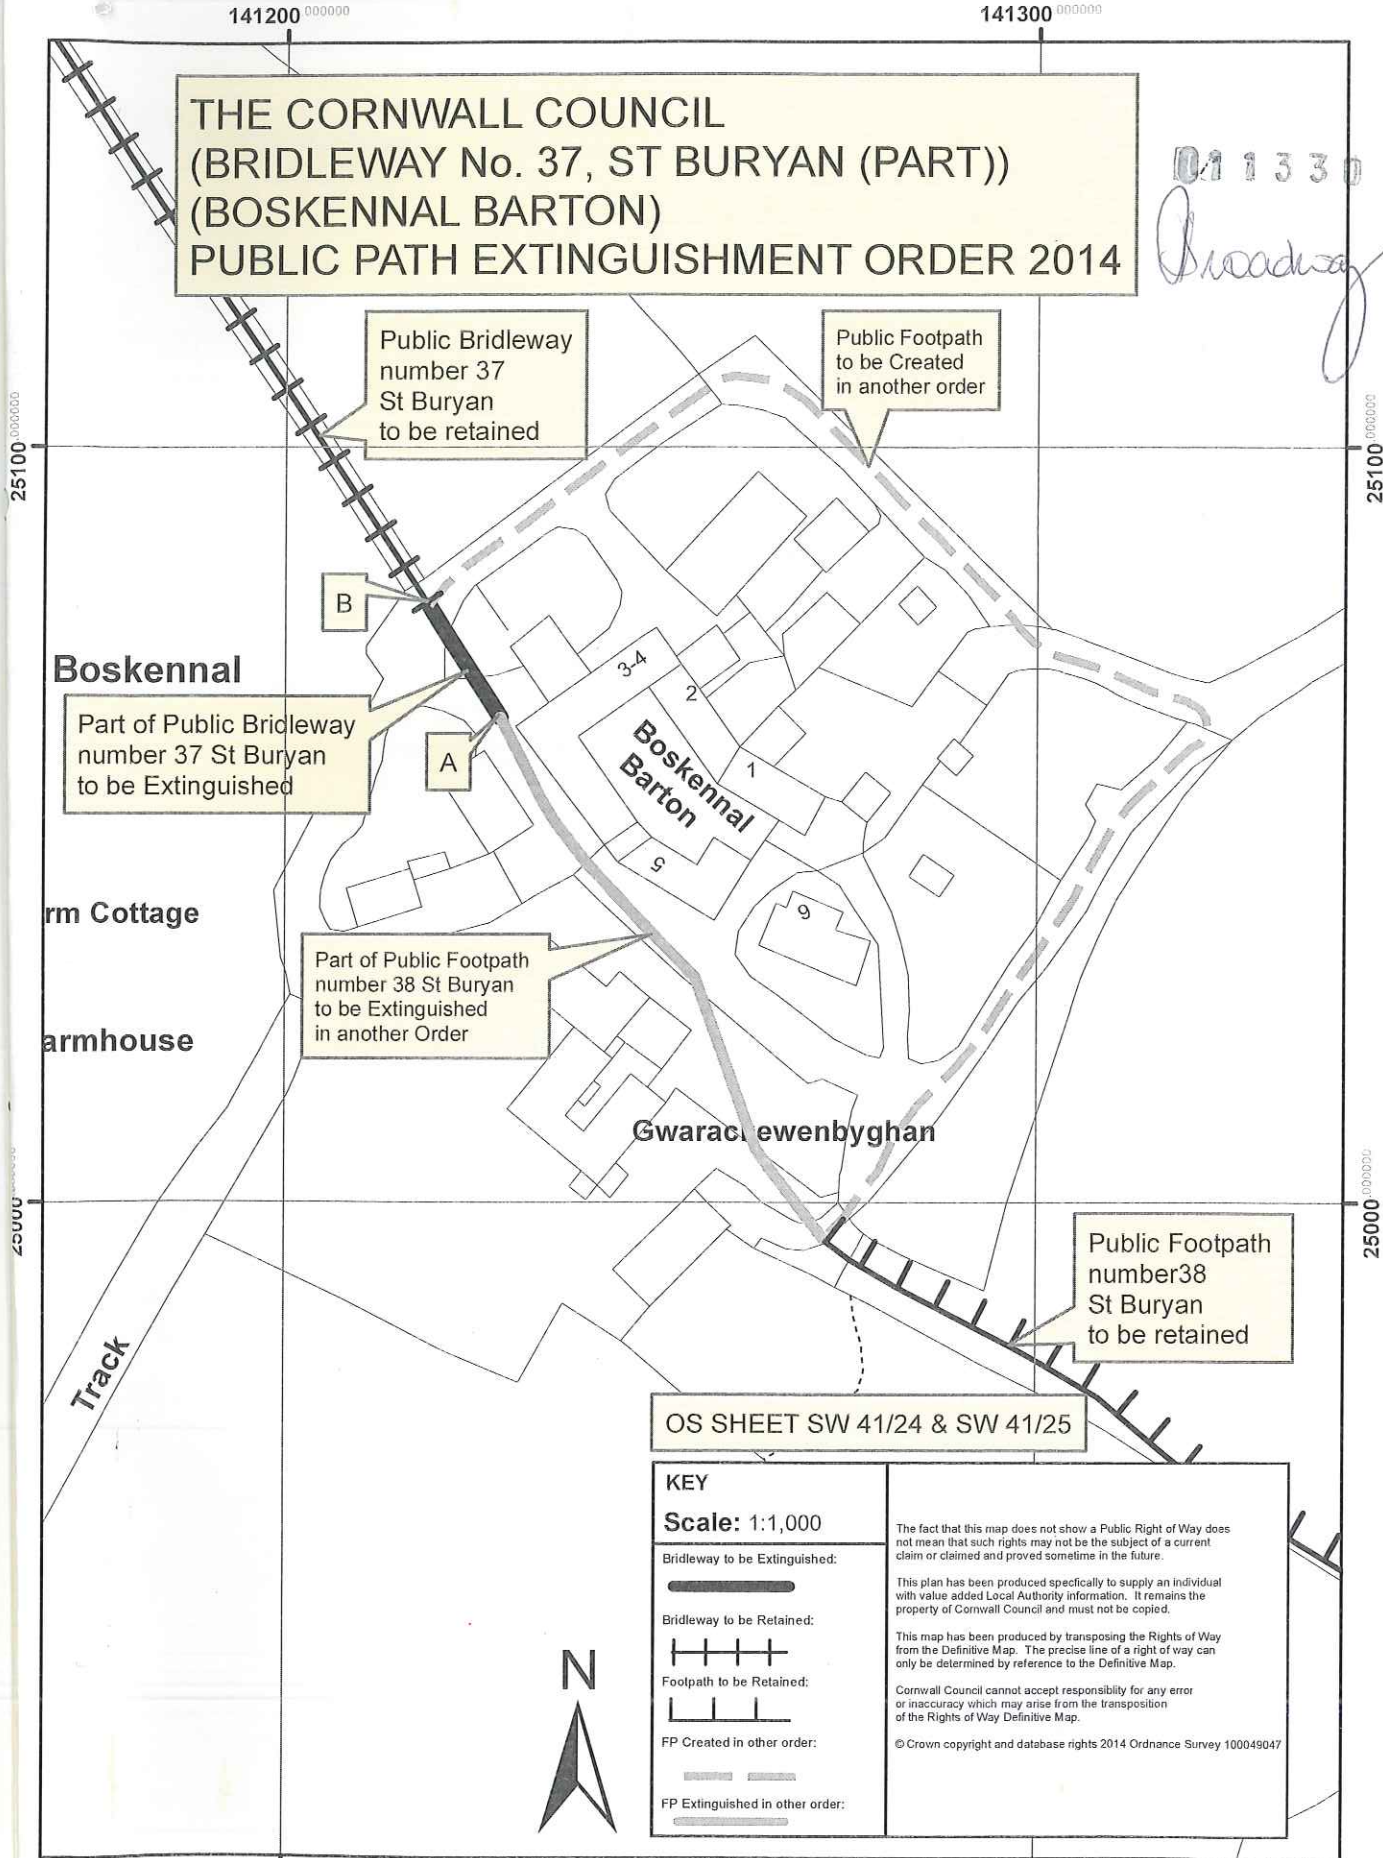 141200.000000
141300.000000
THE CORNWALL COUNCIL
(BRIDLEWAY No. 37, ST BURYAN (PART))
(BOSKENNAL BARTON)
PUBLIC PATH EXTINGUISHMENT ORDER 2014
011330
Broadway
Public Bridleway
number 37
St Buryan
to be retained
Public Footpath
to be Created
in another order
25100.000000
25100.000000
B
Boskennal
Part of Public Bridleway
number 37 St Buryan
to be Extinguished
A
3-4
2
1
Boskennal
Barton
5
6
rm Cottage
Part of Public Footpath
number 38 St Buryan
to be Extinguished
in another Order
armhouse
25000.000000
25000.000000
Public Footpath
number38
St Buryan
to be retained
Track
OS SHEET SW 41/24 & SW 41/25
KEY
Scale: 1:1,000
Bridleway to be Extinguished:
Bridleway to be Retained:
Footpath to be Retained:
FP Created in other order:
FP Extinguished in other order:
N
The fact that this map does not show a Public Right of Way does
not mean that such rights may not be the subject of a current
claim or claimed and proved sometime in the future.
This plan has been produced specfically to supply an individual
with value added Local Authority information. It remains the
property of Cornwall Council and must not be copied.
This map has been produced by transposing the Rights of Way
from the Definitive Map. The precise line of a right of way can
only be determined by reference to the Definitive Map.
Cornwall Council cannot accept responsiblity for any error
or inaccuracy which may arise from the transposition
of the Rights of Way Definitive Map.
© Crown copyright and database rights 2014 Ordnance Survey 100049047